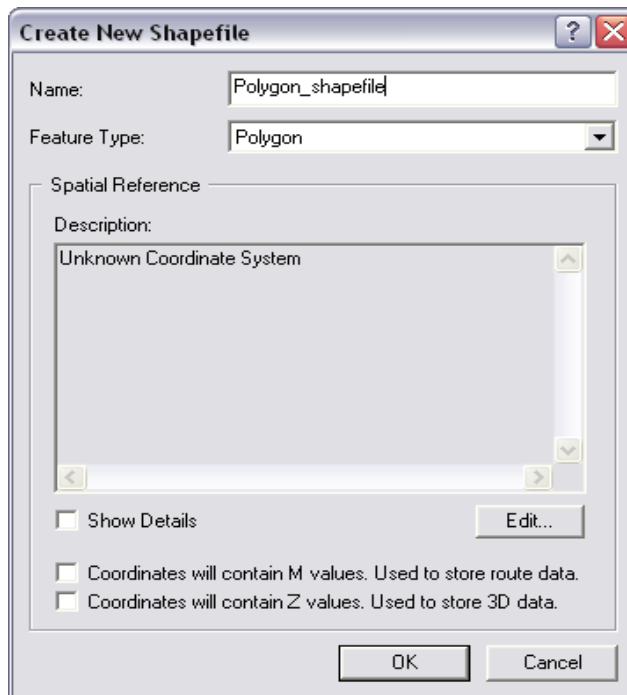 Create New Shapefile
?
Name: Polygon_shapefile
Feature Type: Polygon
Spatial Reference
Description:
Unknown Coordinate System
Show Details
Edit...
Coordinates will contain M values. Used to store route data.
Coordinates will contain Z values. Used to store 3D data.
OK Cancel